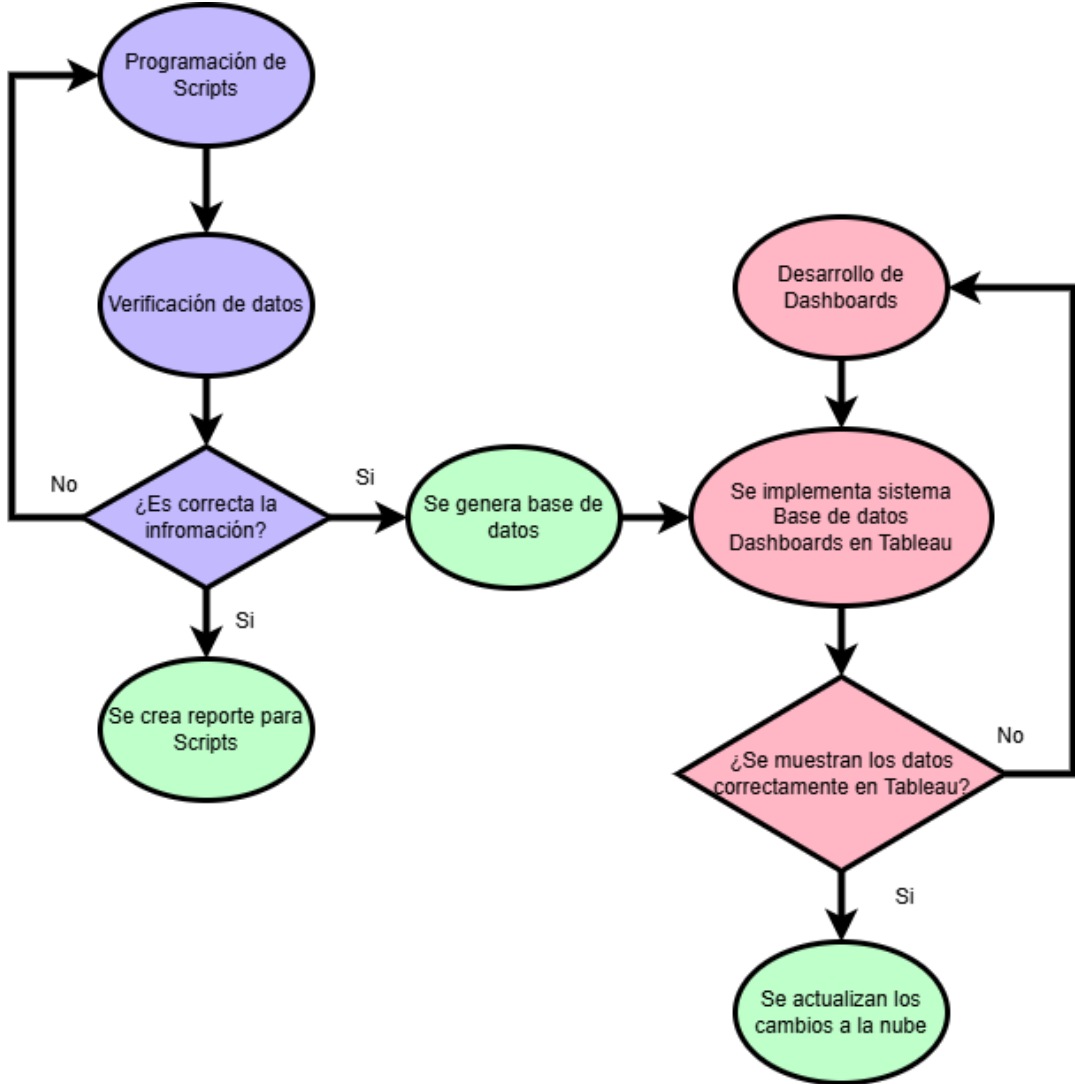 Programación de
Scripts
Verificación de datos
¿Es correcta la
infromación?
No
Si
Si
Se crea reporte para
Scripts
Se genera base de
datos
Desarrollo de
Dashboards
Se implementa sistema
Base de datos
Dashboards en Tableau
¿Se muestran los datos
correctamente en Tableau?
No
Si
Se actualizan los
cambios a la nube